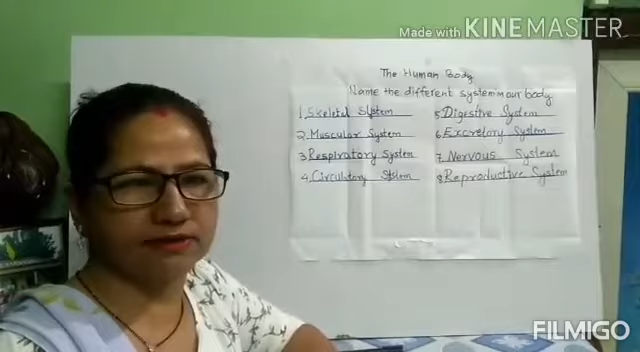 Made with KINEMASTER
The Human Body
Name the different system in our body
1. Skeletal System
2. Muscular System
3. Respiratory System
4. Circulatory System
5. Digestive System
6. Excretory System
7. Nervous System
8. Reproductive System
FILMIGO